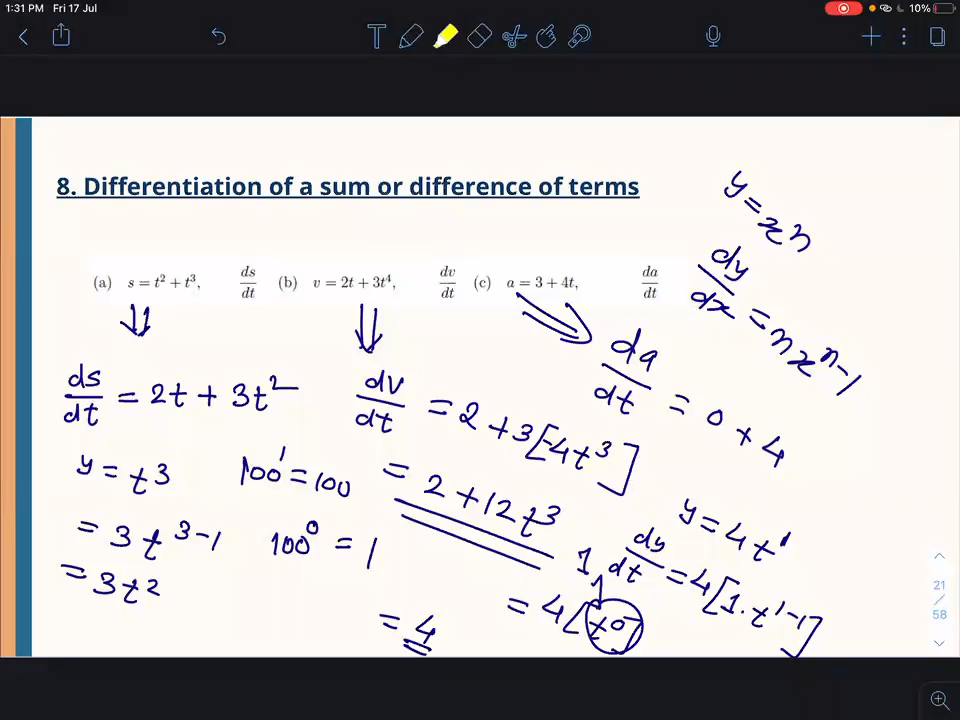 1:31 PM Fri 17 Jul
10%
8. Differentiation of a sum or difference of terms
y = x^n
dy/dx = nx^(n-1)
(a) s = t² + t³, ds/dt (b) v = 2t + 3t⁴, dv/dt (c) a = 3 + 4t, da/dt
ds/dt = 2t + 3t²
dv/dt = 2 + 3[4t³]
= 2 + 12t³
da/dt = 0 + 4
y = t³
= 3t^(3-1)
= 3t²
100¹ = 100
100⁰ = 1
y = 4t¹
dy/dt = 4[1·t^(1-1)]
1
= 4[t⁰]
= 4
21
/
58